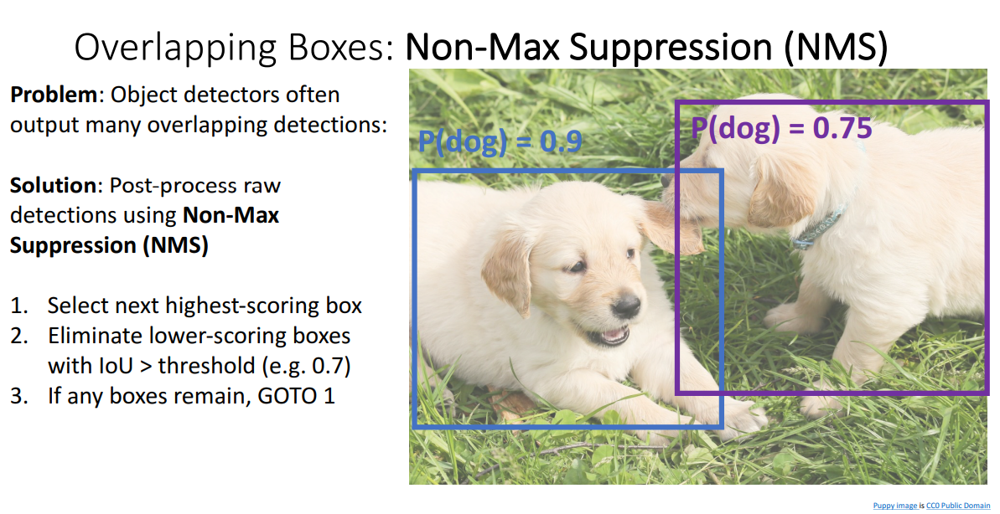 Overlapping Boxes: Non-Max Suppression (NMS)
Problem: Object detectors often
output many overlapping detections:
Solution: Post-process raw
detections using Non-Max
Suppression (NMS)
1. Select next highest-scoring box
2. Eliminate lower-scoring boxes
with IoU > threshold (e.g. 0.7)
3. If any boxes remain, GOTO 1
P(dog) = 0.9
P(dog) = 0.75
Puppy image is CC0 Public Domain